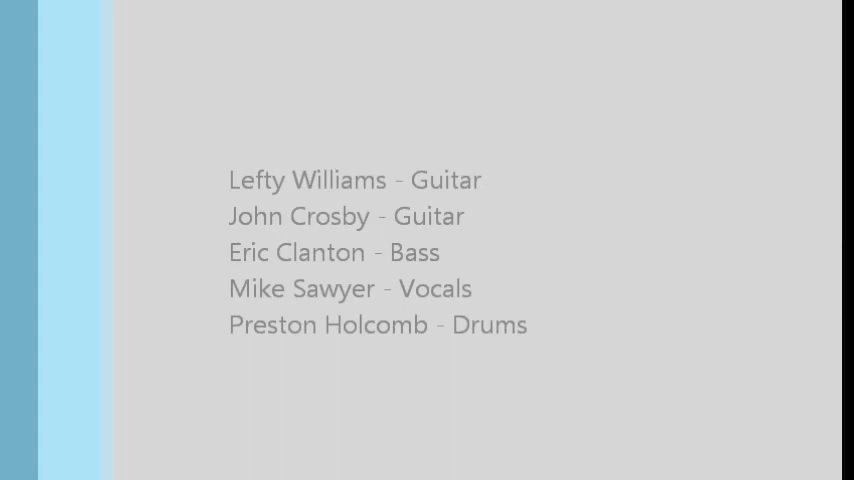 Lefty Williams - Guitar
John Crosby - Guitar
Eric Clanton - Bass
Mike Sawyer - Vocals
Preston Holcomb - Drums